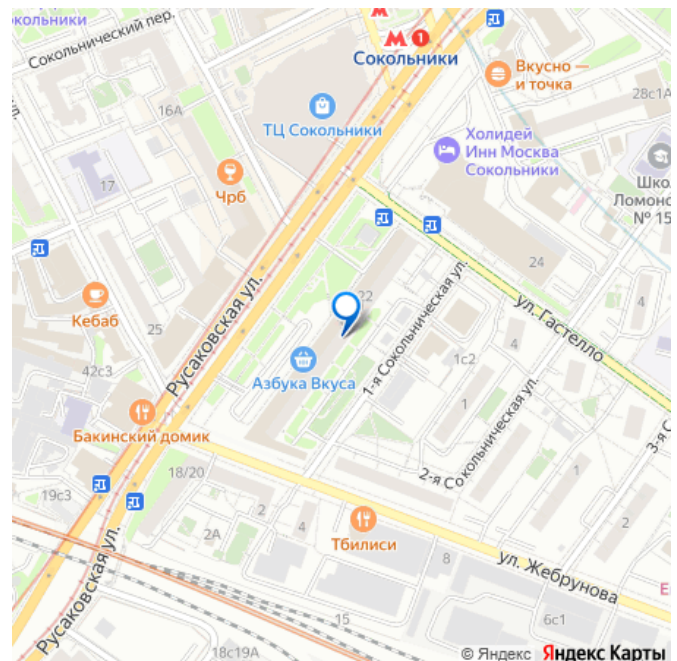 окольники
Сокольнический пер.
М
М 1
Сокольники
Вкусно —
и точка
28с1А
16А
ТЦ Сокольники
Холидей
Инн Москва
Сокольники
Шко
Ломоно
№ 15
17
Чрб
24
22
ул. Гастелло
4
Кебаб
25
Русаковская ул.
1-я Сокольническая ул.
1с2
4
42с3
Азбука Вкуса
1
2-я Сокольническая ул.
3-я С
Бакинский домик
18/20
19с3
2
2А
4
Тбилиси
1
2
8
ул. Жебрунова
Русаковская ул.
15
6с1
18с19А
© Яндекс Яндекс Карты